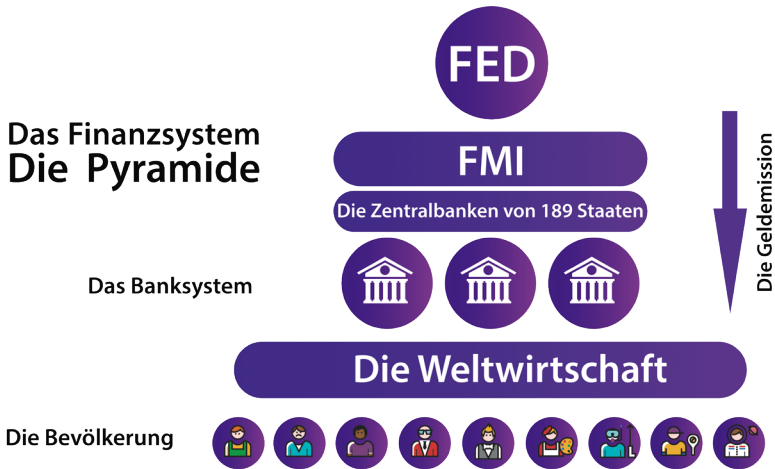 FED
Das Finanzsystem
Die Pyramide
FMI
Die Zentralbanken von 189 Staaten
Das Banksystem
Die Geldemission
Die Weltwirtschaft
Die Bevölkerung